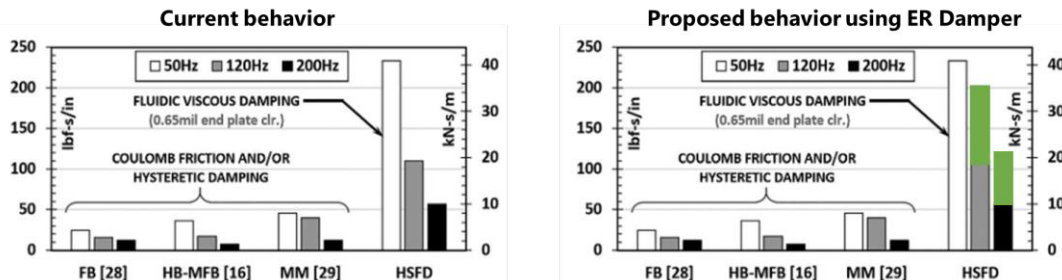 Current behavior
250
200
150
100
50
0
lbf-s/in
50Hz 120Hz 200Hz
FLUIDIC VISCOUS DAMPING
(0.65mil end plate clr.)
COULOMB FRICTION AND/OR
HYSTERETIC DAMPING
40
30
20
10
0
kN-s/m
FB [28] HB-MFB [16] MM [29] HSFD
Proposed behavior using ER Damper
250
200
150
100
50
0
lbf-s/in
50Hz 120Hz 200Hz
FLUIDIC VISCOUS DAMPING
(0.65mil end plate clr.)
COULOMB FRICTION AND/OR
HYSTERETIC DAMPING
40
30
20
10
0
kN-s/m
FB [28] HB-MFB [16] MM [29] HSFD